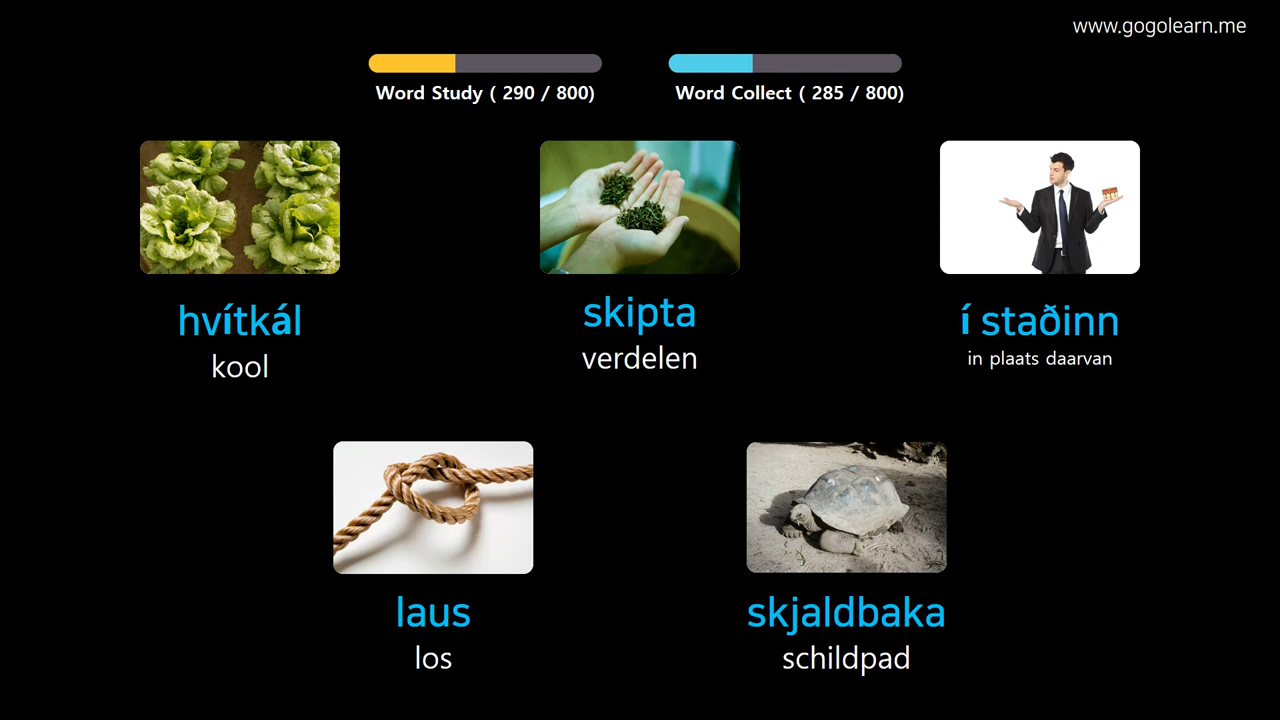 www.gogolearn.me
Word Study ( 290 / 800)
Word Collect ( 285 / 800)
hvítkál
kool
skipta
verdelen
í staðinn
in plaats daarvan
laus
los
skjaldbaka
schildpad